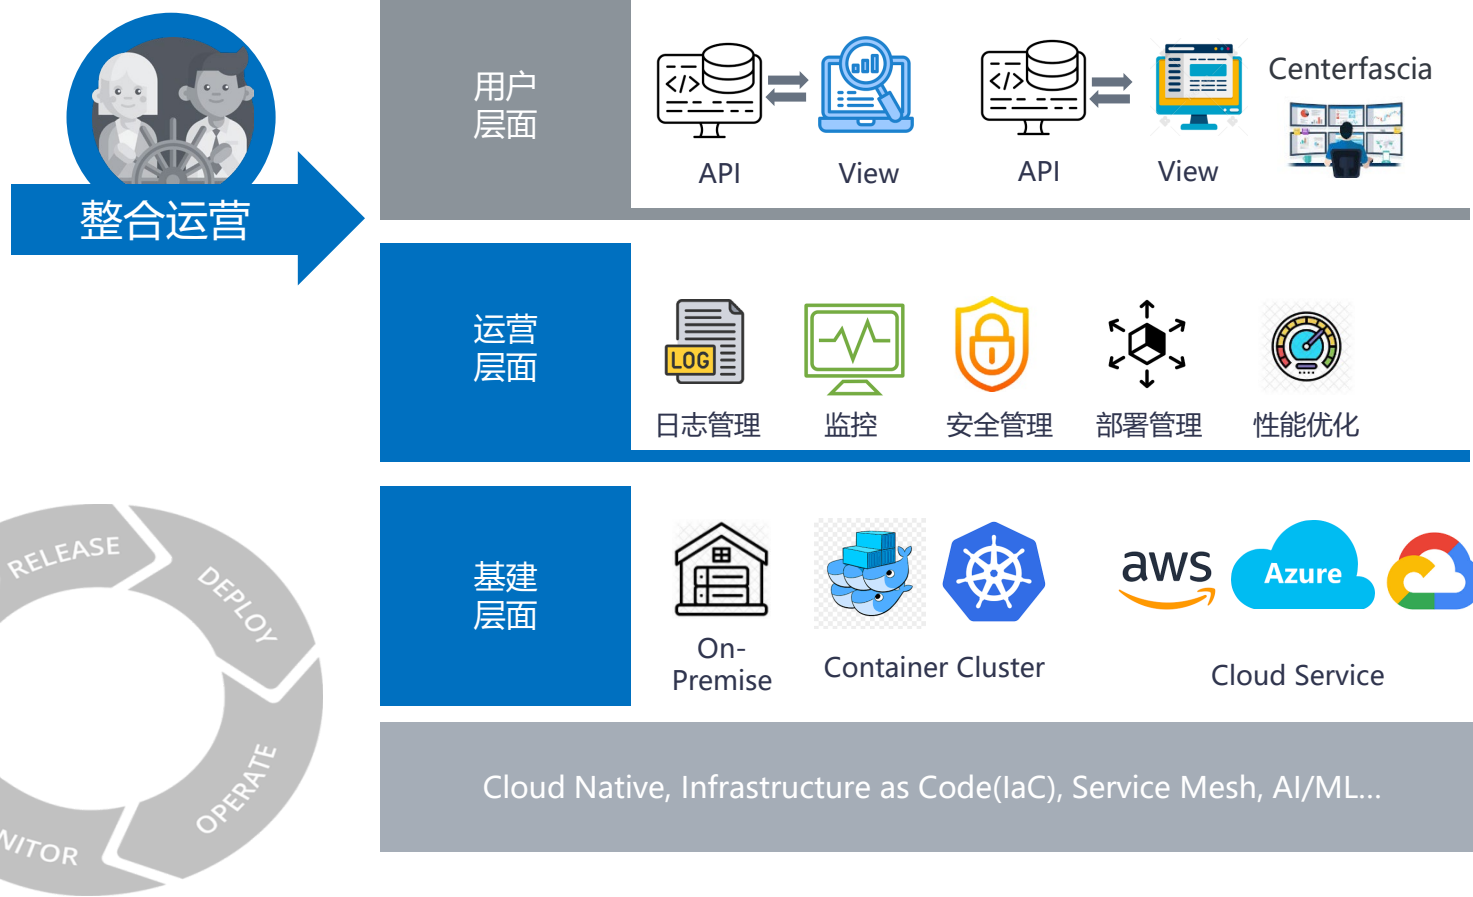 整合运营
用户
层面
API
View
API
View
Centerfascia
运营
层面
LOG
日志管理
监控
安全管理
部署管理
性能优化
基建
层面
On-
Premise
Container Cluster
aws
Azure
Cloud Service
Cloud Native, Infrastructure as Code(IaC), Service Mesh, AI/ML...
RELEASE
DEPLOY
OPERATE
NITOR